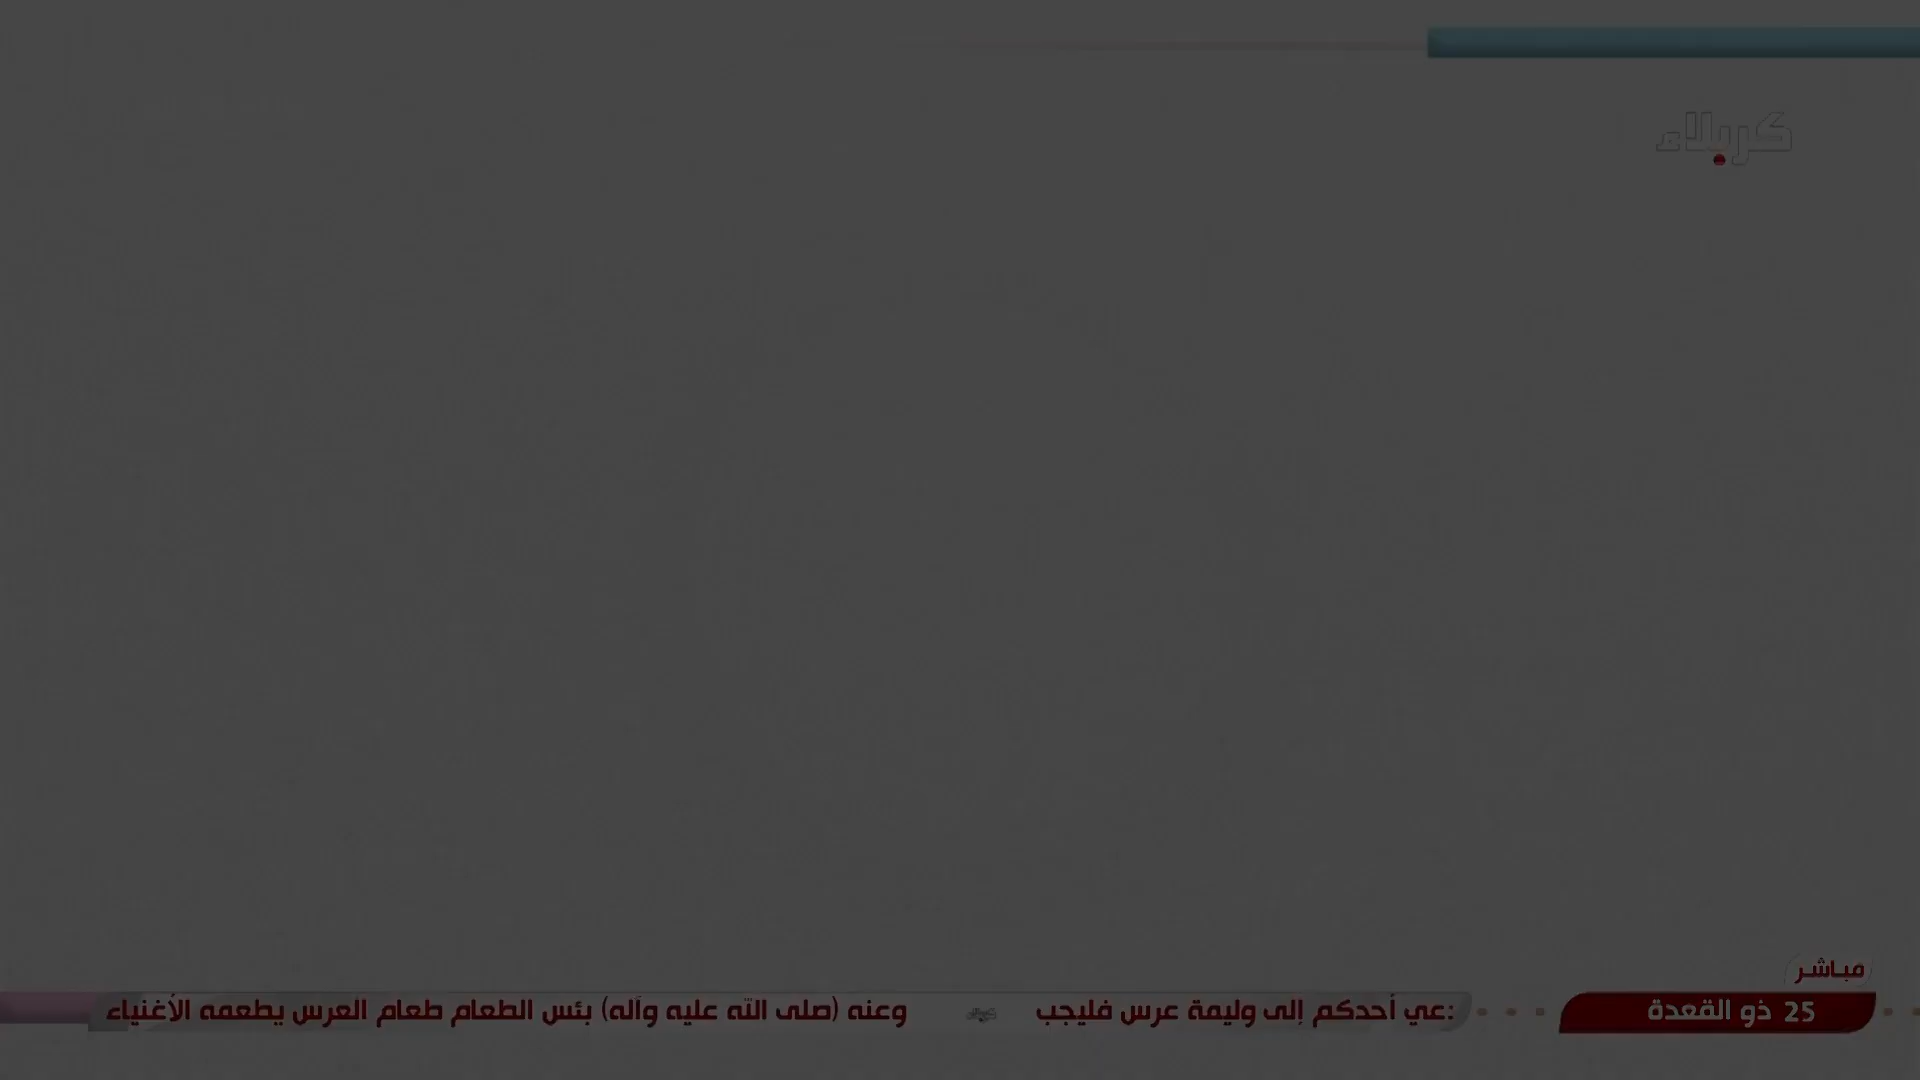 كربلاء
مباشر
25 ذو القعدة
عي أحدكم إلى وليمة عرس فليجب
وعنه (صلى الله عليه وآله) بئس الطعام طعام العرس يطعمه الأغنياء